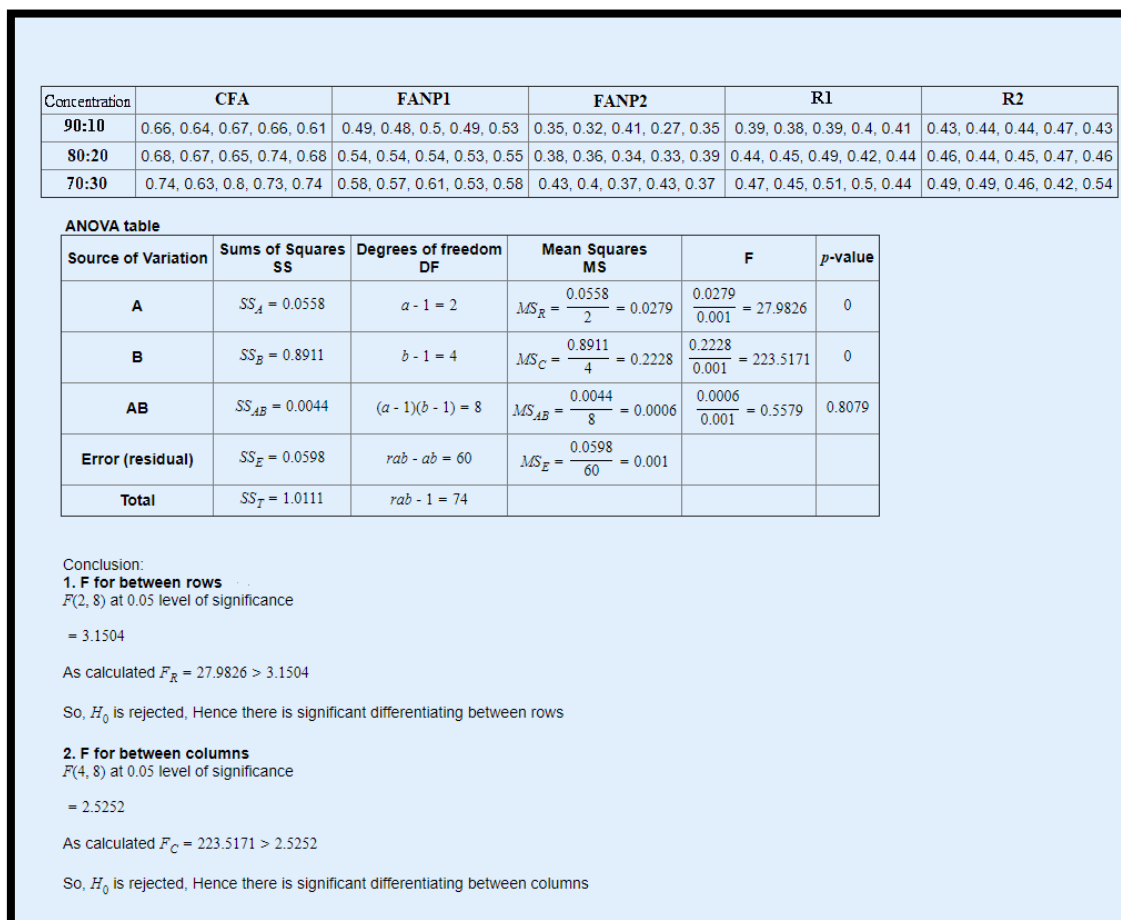 Concentration CFA FANP1 FANP2 R1 R2
90:10 0.66, 0.64, 0.67, 0.66, 0.61 0.49, 0.48, 0.5, 0.49, 0.53 0.35, 0.32, 0.41, 0.27, 0.35 0.39, 0.38, 0.39, 0.4, 0.41 0.43, 0.44, 0.44, 0.47, 0.43
80:20 0.68, 0.67, 0.65, 0.74, 0.68 0.54, 0.54, 0.54, 0.53, 0.55 0.38, 0.36, 0.34, 0.33, 0.39 0.44, 0.45, 0.49, 0.42, 0.44 0.46, 0.44, 0.45, 0.47, 0.46
70:30 0.74, 0.63, 0.8, 0.73, 0.74 0.58, 0.57, 0.61, 0.53, 0.58 0.43, 0.4, 0.37, 0.43, 0.37 0.47, 0.45, 0.51, 0.5, 0.44 0.49, 0.49, 0.46, 0.42, 0.54
ANOVA table
Source of Variation Sums of Squares SS Degrees of freedom DF Mean Squares MS F p-value
A SS_A = 0.0558 a - 1 = 2 MS_R = 0.0558/2 = 0.0279 0.0279/0.001 = 27.9826 0
B SS_B = 0.8911 b - 1 = 4 MS_C = 0.8911/4 = 0.2228 0.2228/0.001 = 223.5171 0
AB SS_AB = 0.0044 (a - 1)(b - 1) = 8 MS_AB = 0.0044/8 = 0.0006 0.0006/0.001 = 0.5579 0.8079
Error (residual) SS_E = 0.0598 rab - ab = 60 MS_E = 0.0598/60 = 0.001
Total SS_T = 1.0111 rab - 1 = 74
Conclusion:
1. F for between rows
F(2, 8) at 0.05 level of significance
= 3.1504
As calculated F_R = 27.9826 > 3.1504
So, H_0 is rejected, Hence there is significant differentiating between rows
2. F for between columns
F(4, 8) at 0.05 level of significance
= 2.5252
As calculated F_C = 223.5171 > 2.5252
So, H_0 is rejected, Hence there is significant differentiating between columns